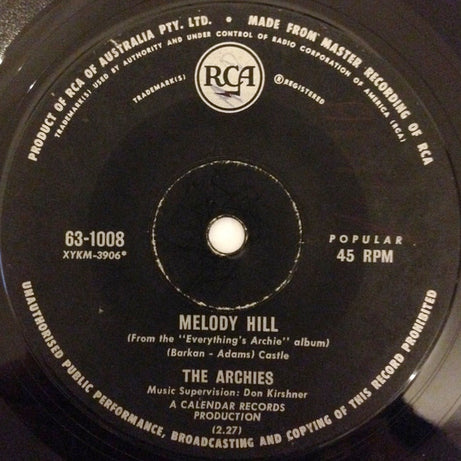 PRODUCT OF RCA OF AUSTRALIA PTY. LTD. • MADE FROM MASTER RECORDING OF RCA
TRADEMARK(S) USED BY AUTHORITY AND UNDER CONTROL OF RADIO CORPORATION OF AMERICA (RCA)
RCA
TRADEMARK(S) ® REGISTERED
63-1008
XYKM-3906*
POPULAR
45 RPM
MELODY HILL
(From the "Everything's Archie" album)
(Barkan - Adams) Castle
THE ARCHIES
Music Supervision: Don Kirshner
A CALENDAR RECORDS
PRODUCTION
(2.27)
UNAUTHORISED PUBLIC PERFORMANCE, BROADCASTING AND COPYING OF THIS RECORD PROHIBITED